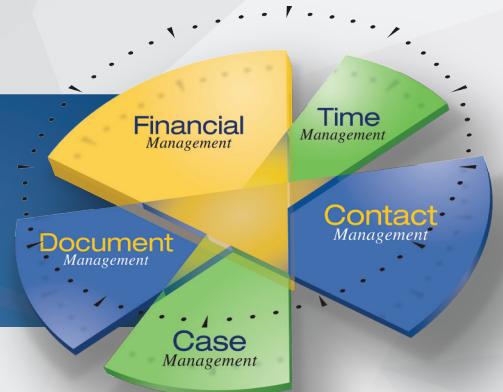 Financial
Management
Time
Management
Contact
Management
Document
Management
Case
Management